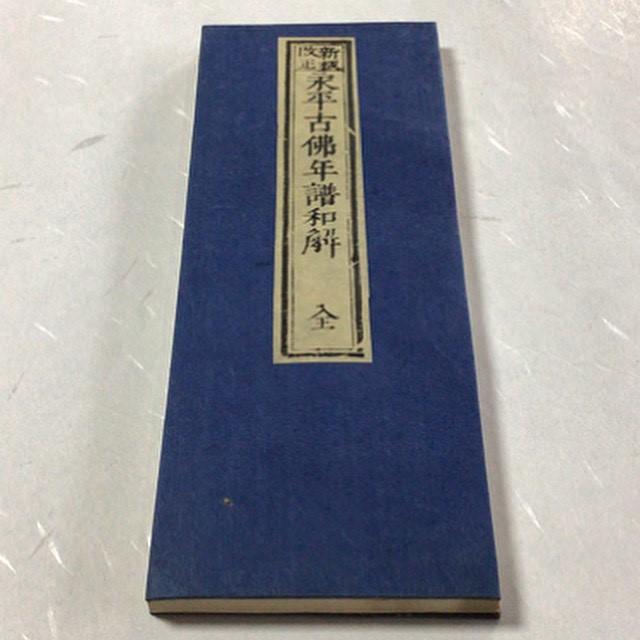 新撰
改正
永平古佛年譜和解
全